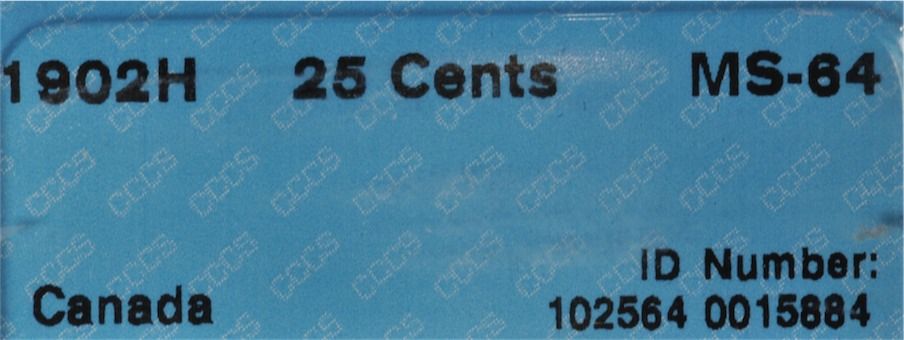 1902H 25 Cents MS-64
ID Number:
Canada 102564 0015884